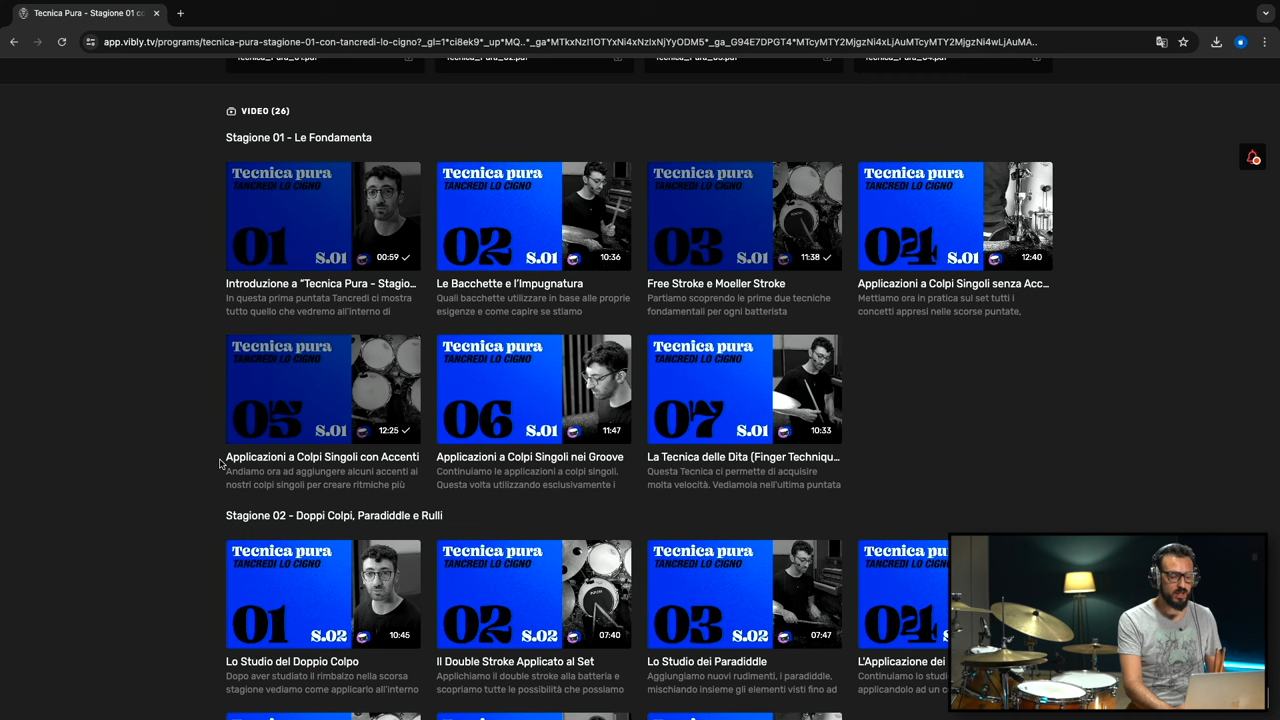 Tecnica Pura - Stagione 01 co
app.vibly.tv/programs/tecnica-pura-stagione-01-con-tancredi-lo-cigno?_gl=1*ci8ek9*_up*MQ..*_ga*MTkxNzI1OTYxNi4xNzIxNjYyODM5*_ga_G94E7DPGT4*MTcyMTY2MjgzNi4xLjAuMTcyMTY2MjgzNi4wLjAuMA..
Tecnica_Pura_01.pdf
Tecnica_Pura_02.pdf
Tecnica_Pura_03.pdf
Tecnica_Pura_04.pdf
VIDEO (26)
Stagione 01 - Le Fondamenta
Tecnica pura
TANCREDI LO CIGNO
01
S.01
00:59
Tecnica pura
TANCREDI LO CIGNO
02
S.01
10:36
Tecnica pura
TANCREDI LO CIGNO
03
S.01
11:38
Tecnica pura
TANCREDI LO CIGNO
04
S.01
12:40
Introduzione a “Tecnica Pura - Stagio...
In questa prima puntata Tancredi ci mostra
tutto quello che vedremo all'interno di
Le Bacchette e l’Impugnatura
Quali bacchette utilizzare in base alle proprie
esigenze e come capire se stiamo
Free Stroke e Moeller Stroke
Partiamo scoprendo le prime due tecniche
fondamentali per ogni batterista
Applicazioni a Colpi Singoli senza Acc...
Mettiamo ora in pratica sul set tutti i
concetti appresi nelle scorse puntate,
Tecnica pura
TANCREDI LO CIGNO
05
S.01
12:25
Tecnica pura
TANCREDI LO CIGNO
06
S.01
11:47
Tecnica pura
TANCREDI LO CIGNO
07
S.01
10:33
Applicazioni a Colpi Singoli con Accenti
Andiamo ora ad aggiungere alcuni accenti ai
nostri colpi singoli per creare ritmiche più
Applicazioni a Colpi Singoli nei Groove
Continuiamo le applicazioni a colpi singoli.
Questa volta utilizzando esclusivamente i
La Tecnica delle Dita (Finger Techniqu...
Questa Tecnica ci permette di acquisire
molta velocità. Vediamola nell'ultima puntata
Stagione 02 - Doppi Colpi, Paradiddle e Rulli
Tecnica pura
TANCREDI LO CIGNO
01
S.02
10:45
Tecnica pura
TANCREDI LO CIGNO
02
S.02
07:40
Tecnica pura
TANCREDI LO CIGNO
03
S.02
07:47
Tecnica pura
TANCREDI LO CIGNO
04
Lo Studio del Doppio Colpo
Dopo aver studiato il rimbalzo nella scorsa
stagione vediamo come applicarlo all'interno
Il Double Stroke Applicato al Set
Applichiamo il double stroke alla batteria e
scopriamo tutte le possibilità che possiamo
Lo Studio dei Paradiddle
Aggiungiamo nuovi rudimenti, i paradiddle,
mischiando insieme gli elementi visti fino ad
L'Applicazione dei
Continuiamo lo stud
applicandolo ad un c